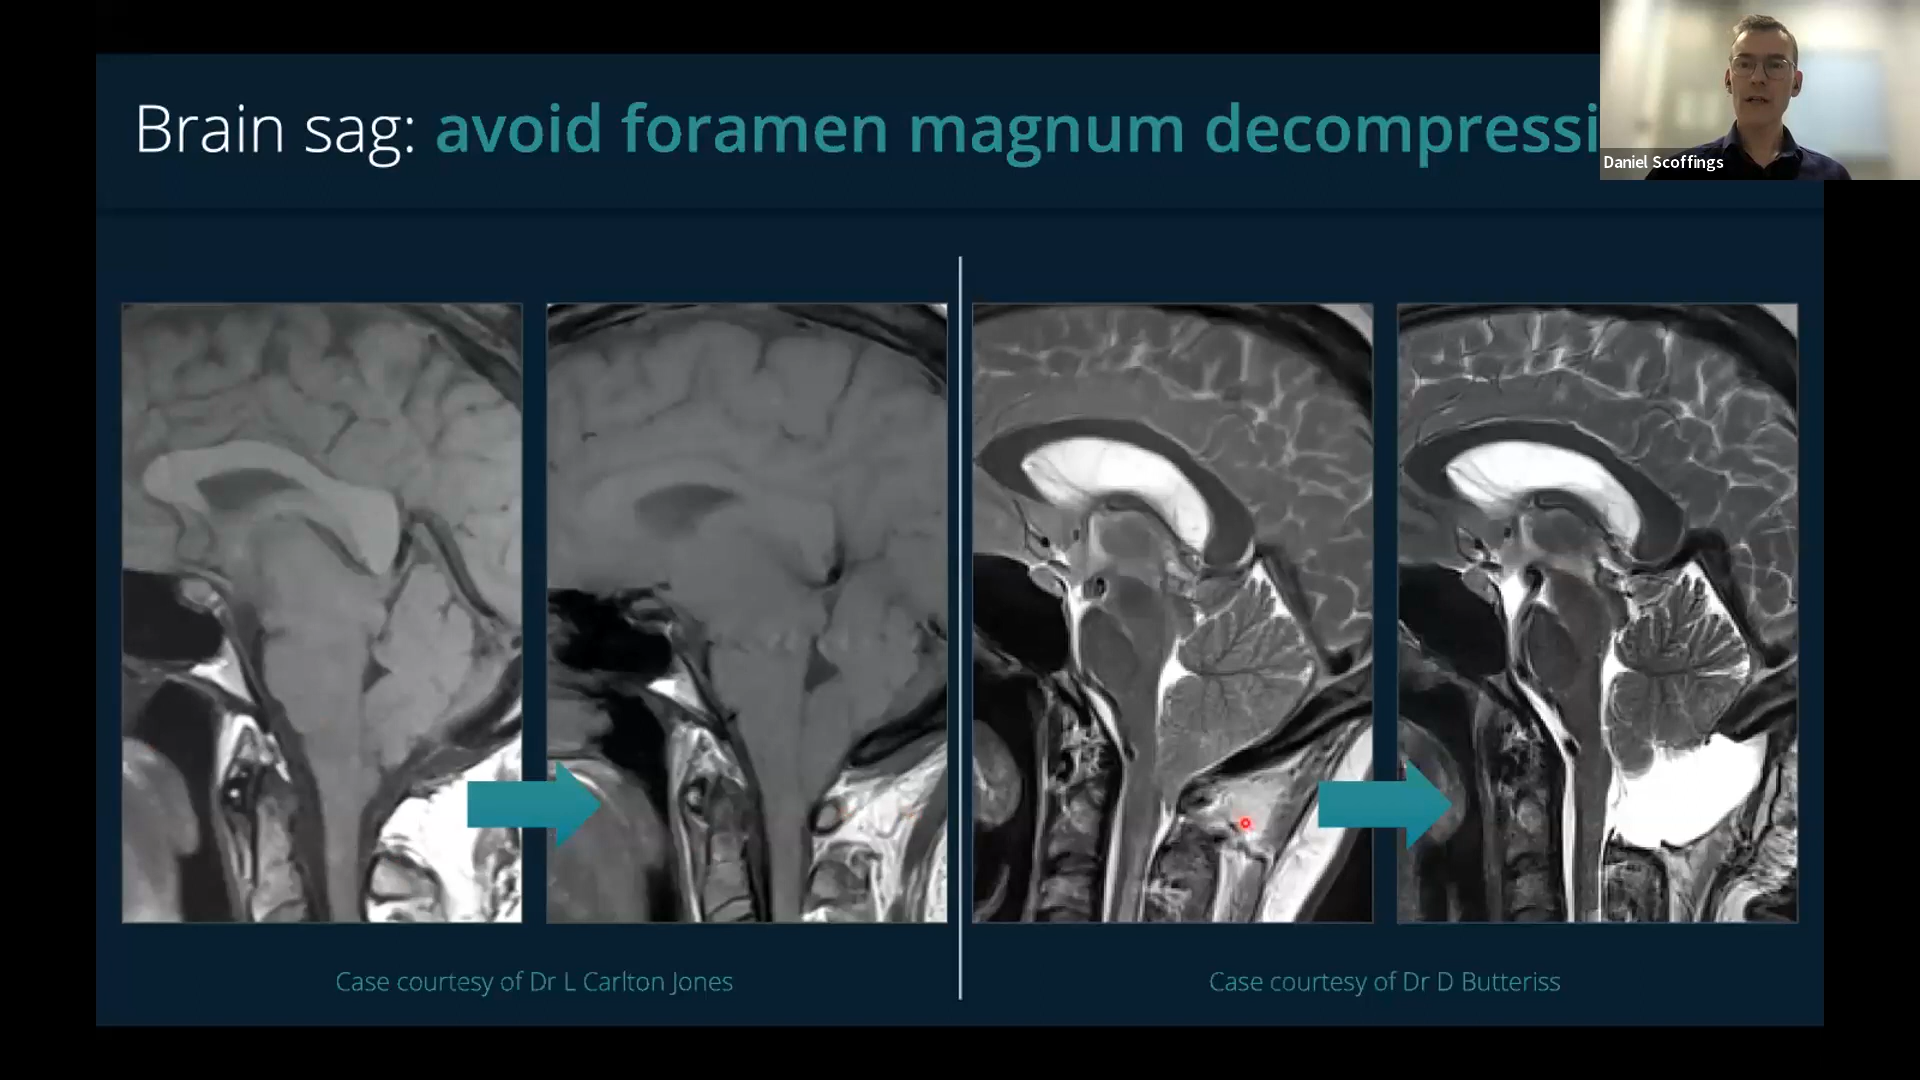 Brain sag: avoid foramen magnum decompressi
Daniel Scoffings
Case courtesy of Dr L Carlton Jones
Case courtesy of Dr D Butteriss